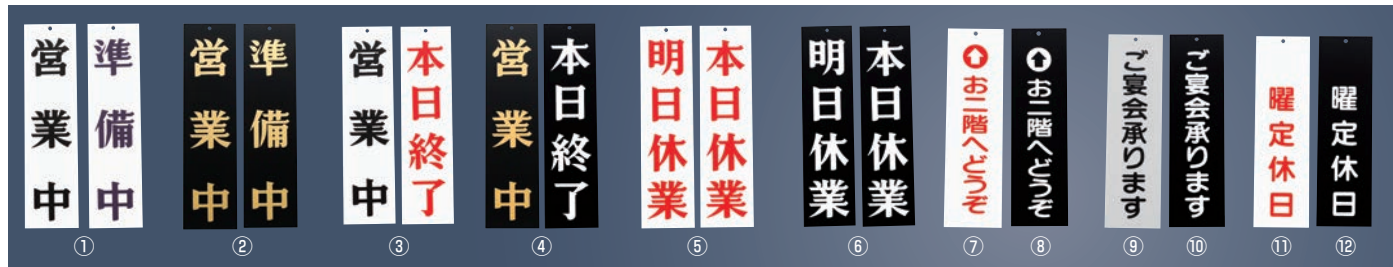 営業中
準備中
①
営業中
準備中
②
営業中
本日終了
③
営業中
本日終了
④
明日休業
本日休業
⑤
明日休業
本日休業
⑥
お二階へどうぞ
⑦
お二階へどうぞ
⑧
ご宴会承ります
⑨
ご宴会承ります
⑩
曜定休日
⑪
曜定休日
⑫